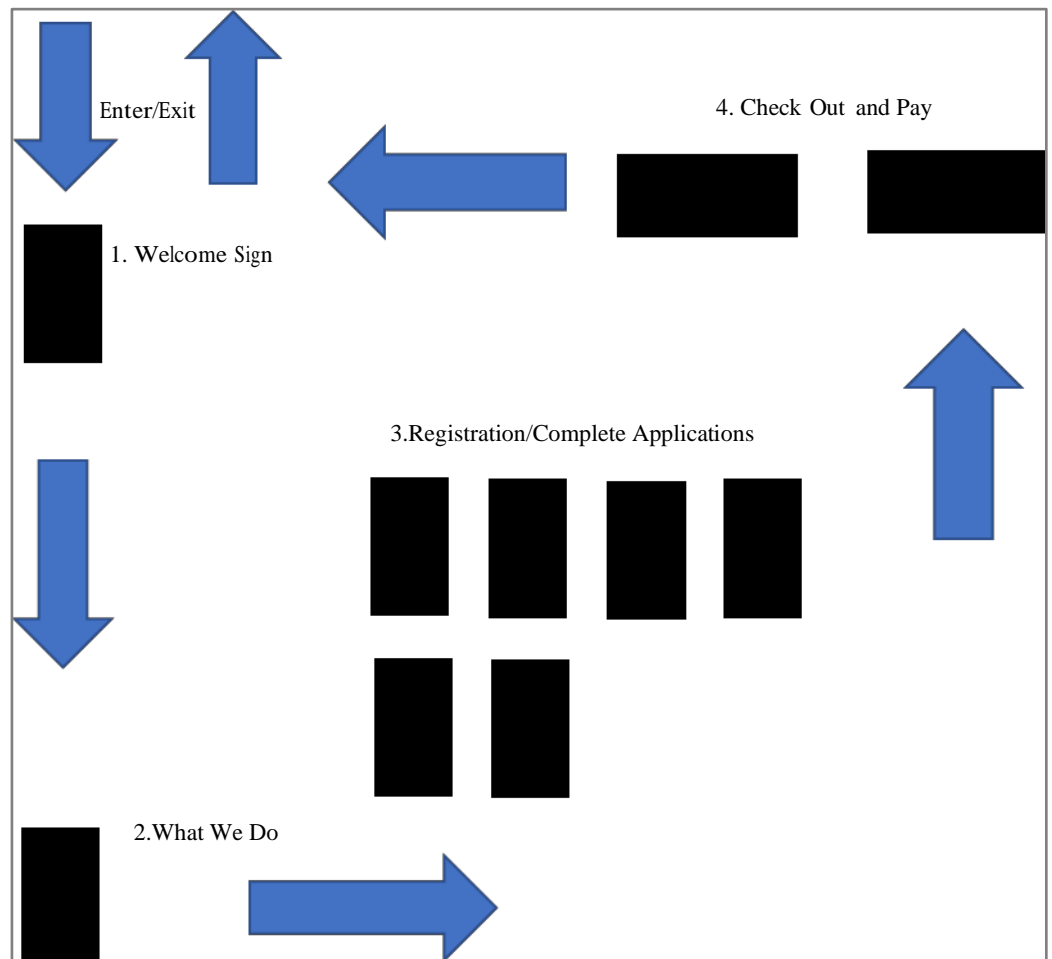 Enter/Exit
4. Check Out and Pay
1. Welcome Sign
3.Registration/Complete Applications
2.What We Do